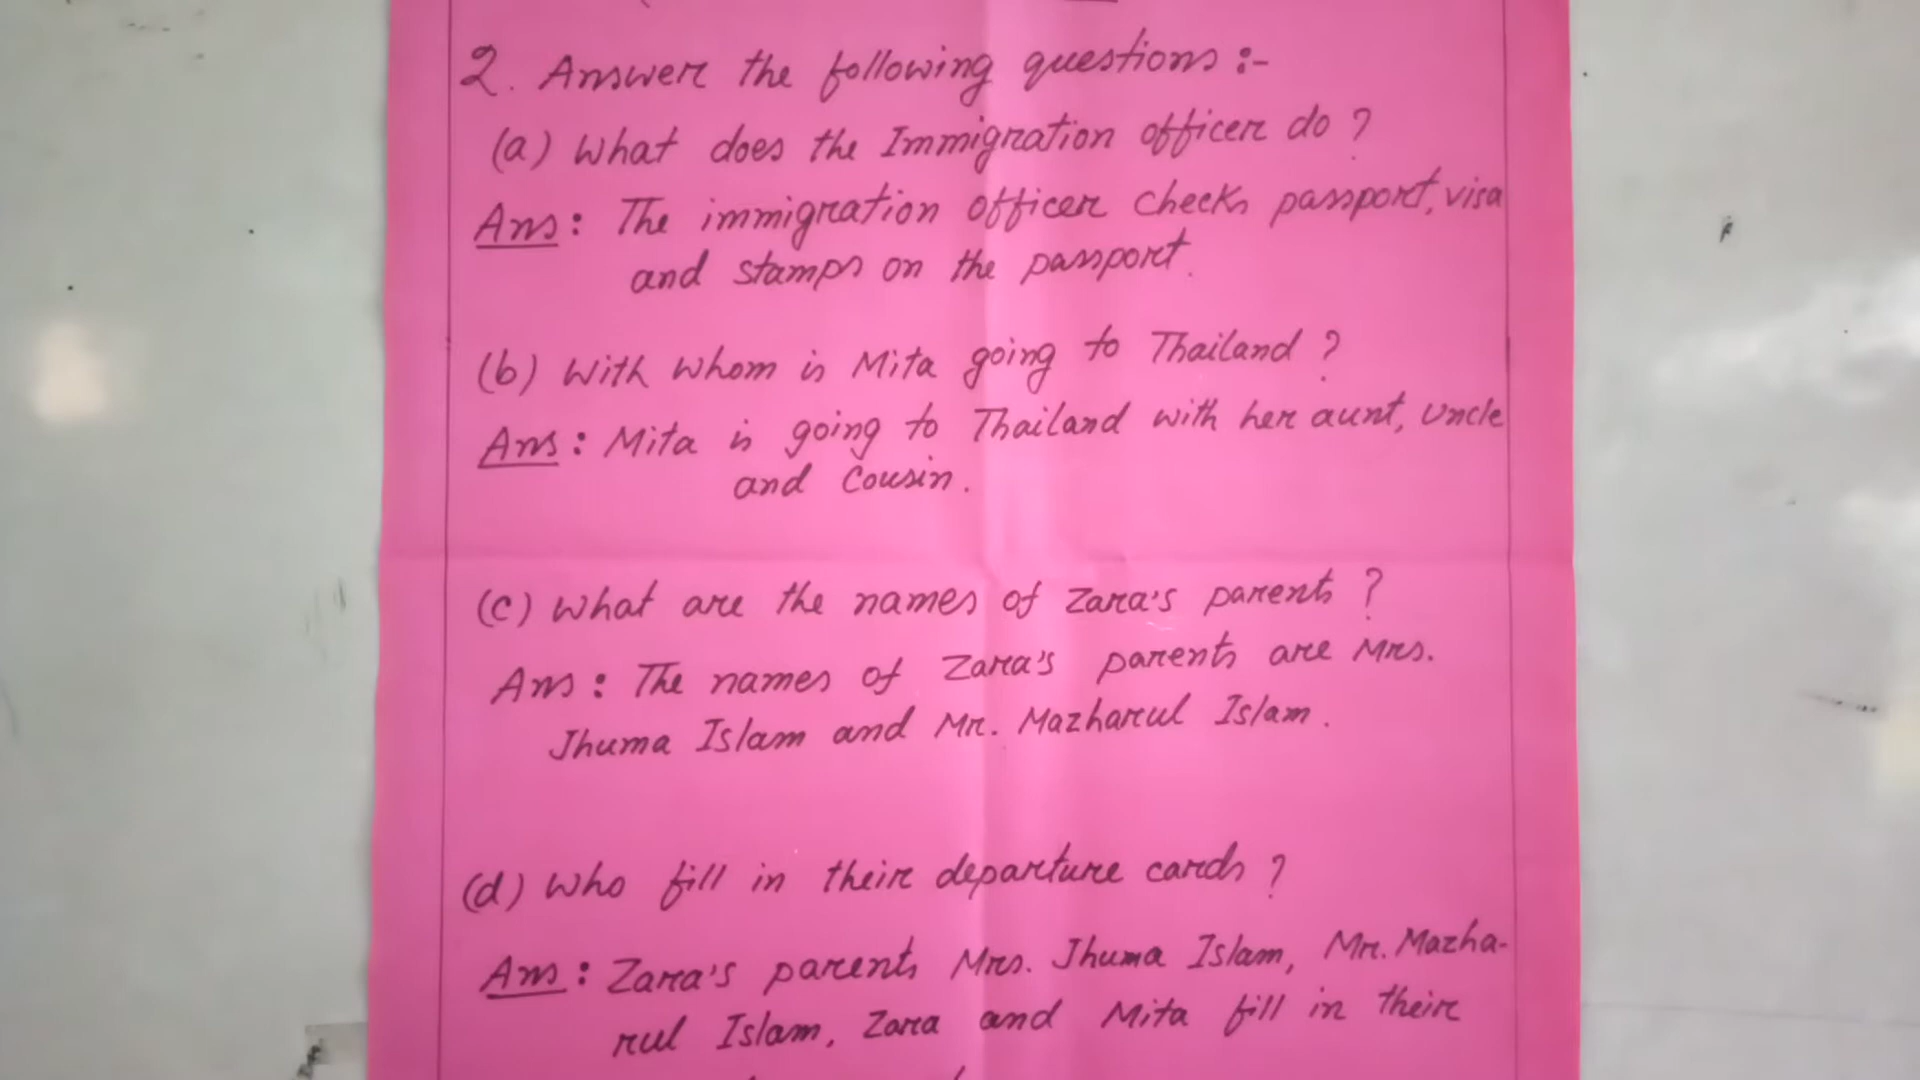 2. Answer the following questions :-
(a) What does the Immigration officer do ?
Ans : The immigration officer checks passport, visa
and stamps on the passport.
(b) With whom is Mita going to Thailand ?
Ans : Mita is going to Thailand with her aunt, uncle
and Cousin.
(c) What are the names of Zara's parents ?
Ans : The names of Zara's parents are Mrs.
Jhuma Islam and Mr. Mazharul Islam.
(d) Who fill in their departure cards ?
Ans : Zara's parents Mrs. Jhuma Islam, Mr. Mazha-
rul Islam, Zara and Mita fill in their